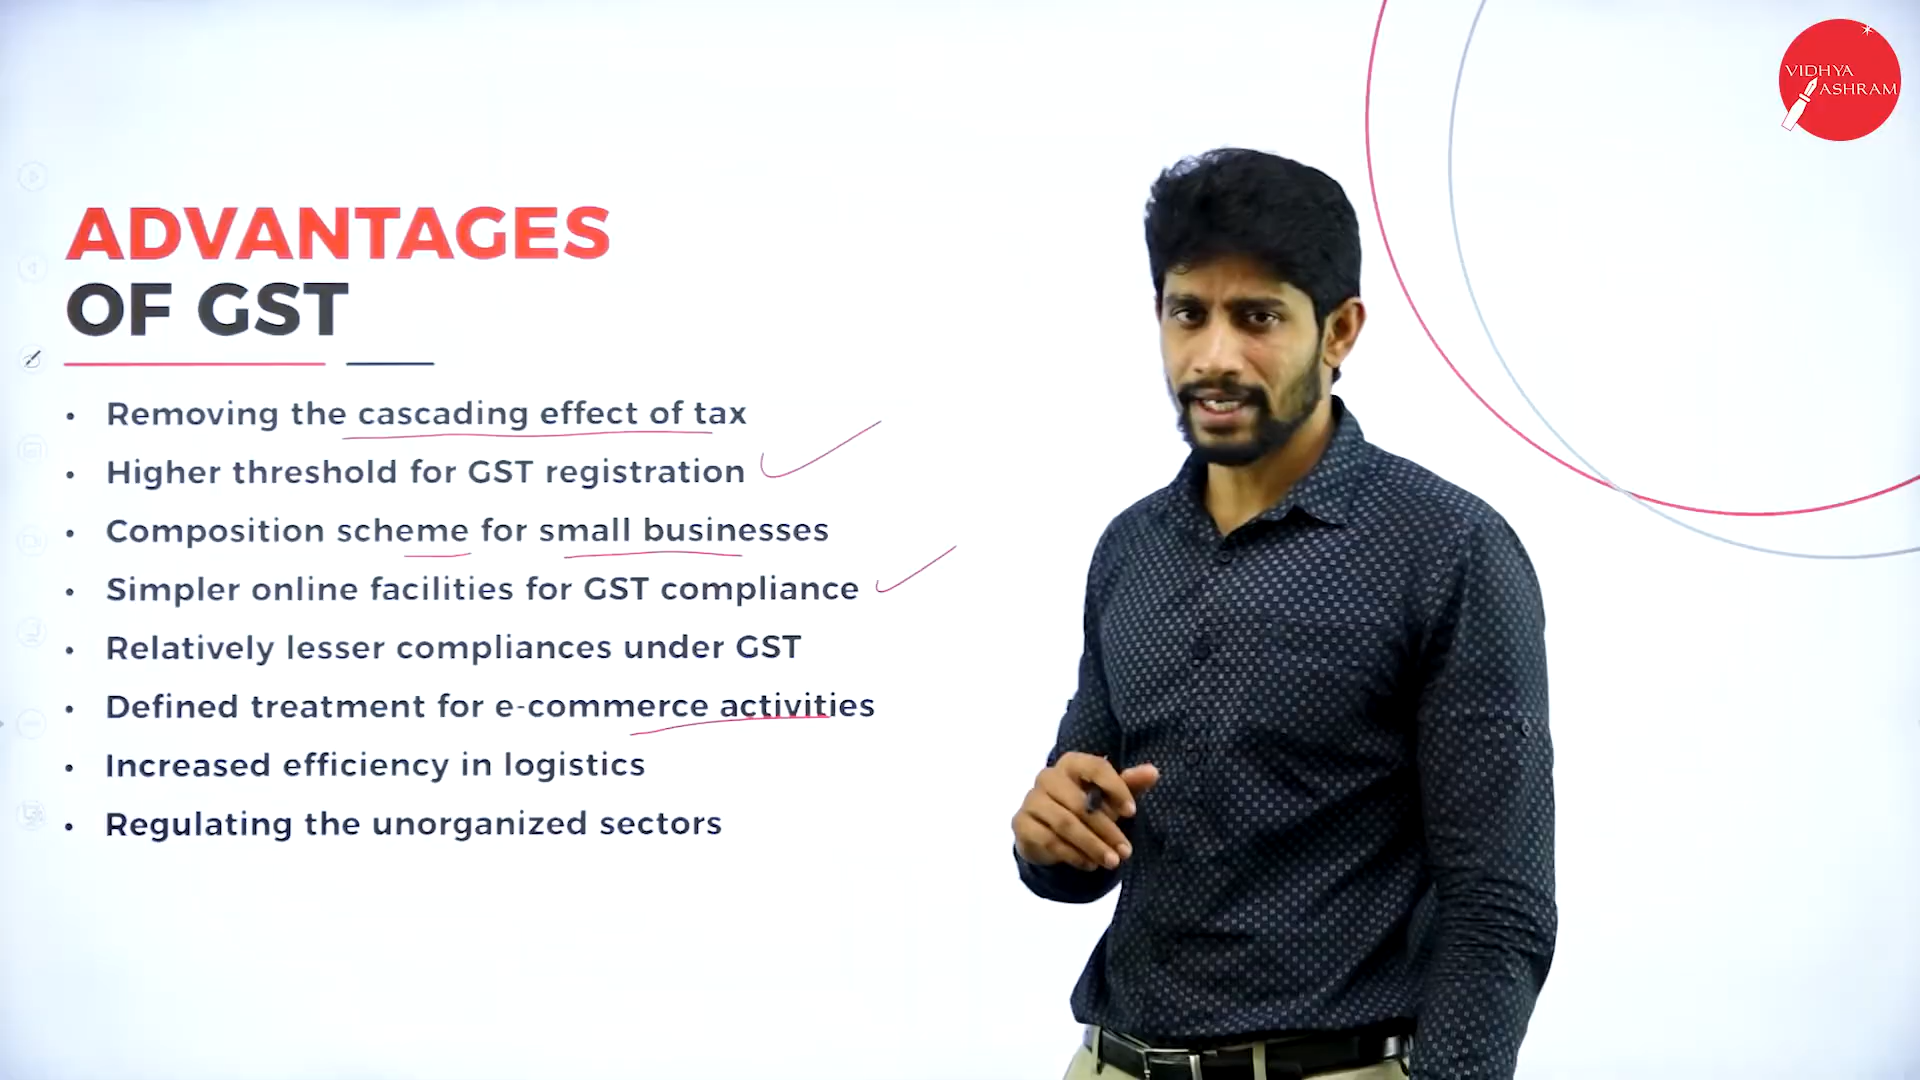 VIDHYA
ASHRAM
ADVANTAGES
OF GST
• Removing the cascading effect of tax
• Higher threshold for GST registration
• Composition scheme for small businesses
• Simpler online facilities for GST compliance
• Relatively lesser compliances under GST
• Defined treatment for e-commerce activities
• Increased efficiency in logistics
• Regulating the unorganized sectors